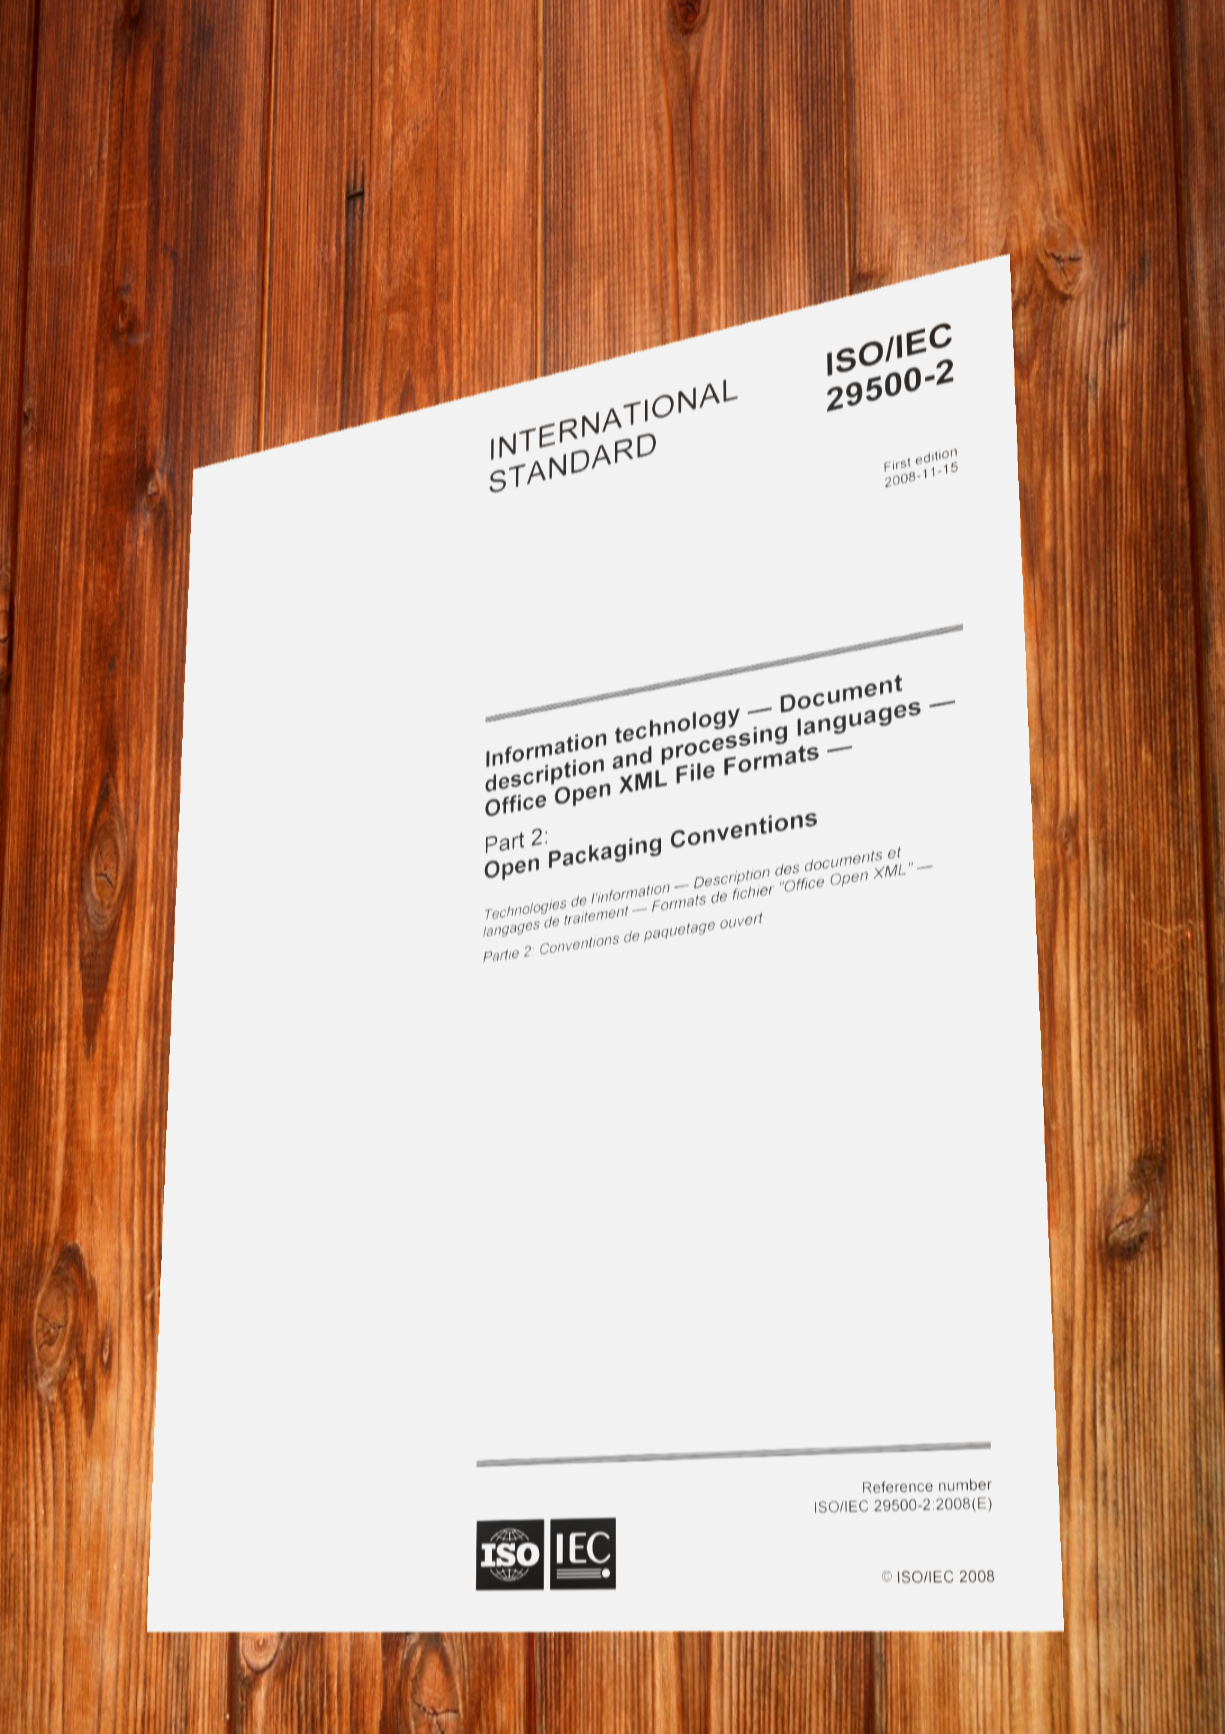 INTERNATIONAL
STANDARD
ISO/IEC
29500-2
First edition
2008-11-15
Information technology — Document
description and processing languages —
Office Open XML File Formats —
Part 2:
Open Packaging Conventions
Technologies de l'information — Description des documents et
langages de traitement — Formats de fichier "Office Open XML" —
Partie 2: Conventions de paquetage ouvert
Reference number
ISO/IEC 29500-2:2008(E)
ISO IEC
© ISO/IEC 2008